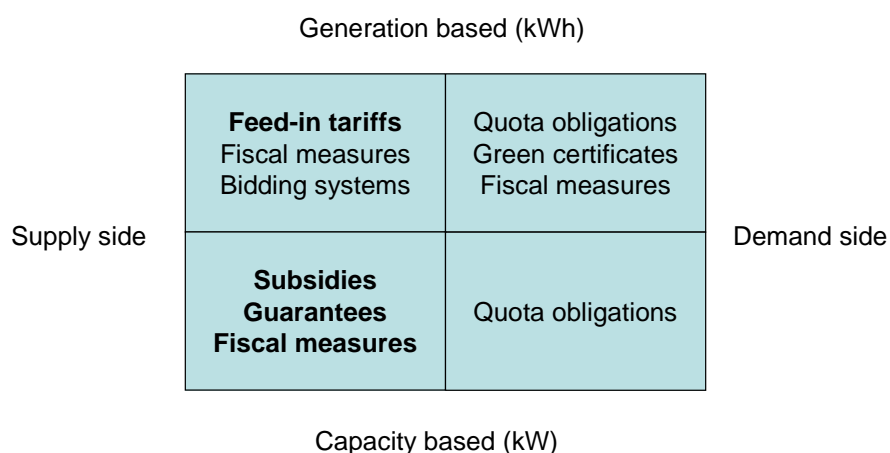 Generation based (kWh)
Feed-in tariffs
Fiscal measures
Bidding systems
Quota obligations
Green certificates
Fiscal measures
Supply side
Demand side
Subsidies
Guarantees
Fiscal measures
Quota obligations
Capacity based (kW)